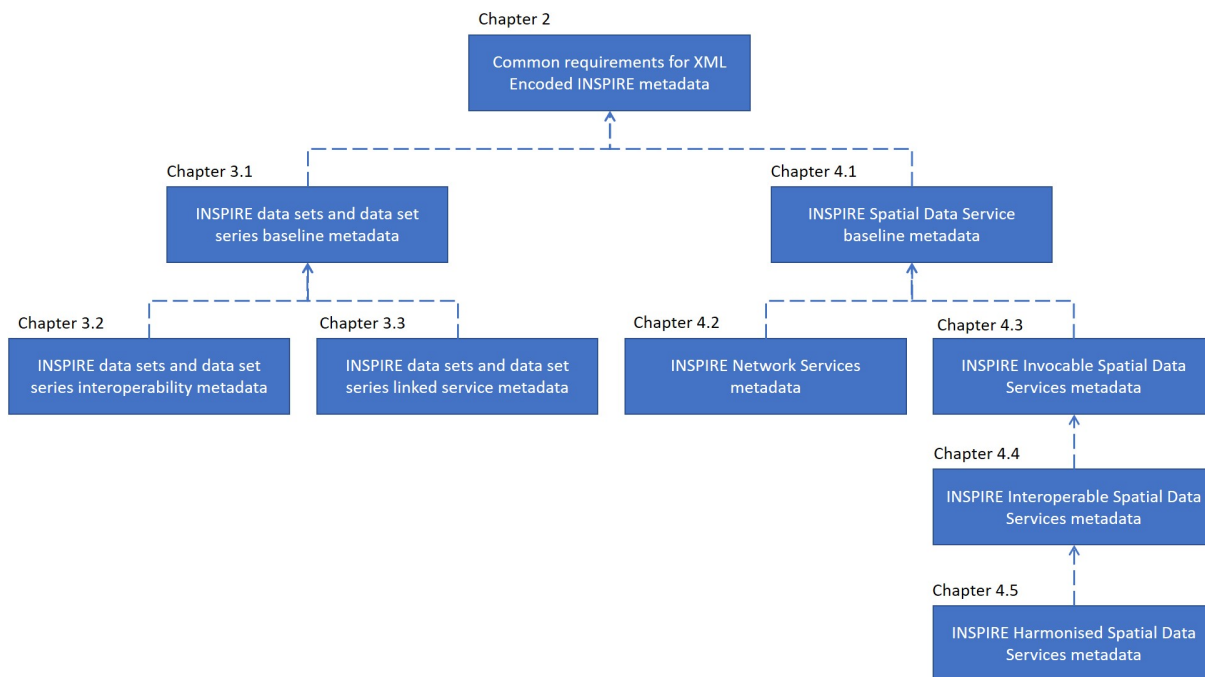 Chapter 2
Common requirements for XML
Encoded INSPIRE metadata
Chapter 3.1
INSPIRE data sets and data set
series baseline metadata
Chapter 4.1
INSPIRE Spatial Data Service
baseline metadata
Chapter 3.2
INSPIRE data sets and data set
series interoperability metadata
Chapter 3.3
INSPIRE data sets and data set
series linked service metadata
Chapter 4.2
INSPIRE Network Services
metadata
Chapter 4.3
INSPIRE Invocable Spatial Data
Services metadata
Chapter 4.4
INSPIRE Interoperable Spatial Data
Services metadata
Chapter 4.5
INSPIRE Harmonised Spatial Data
Services metadata